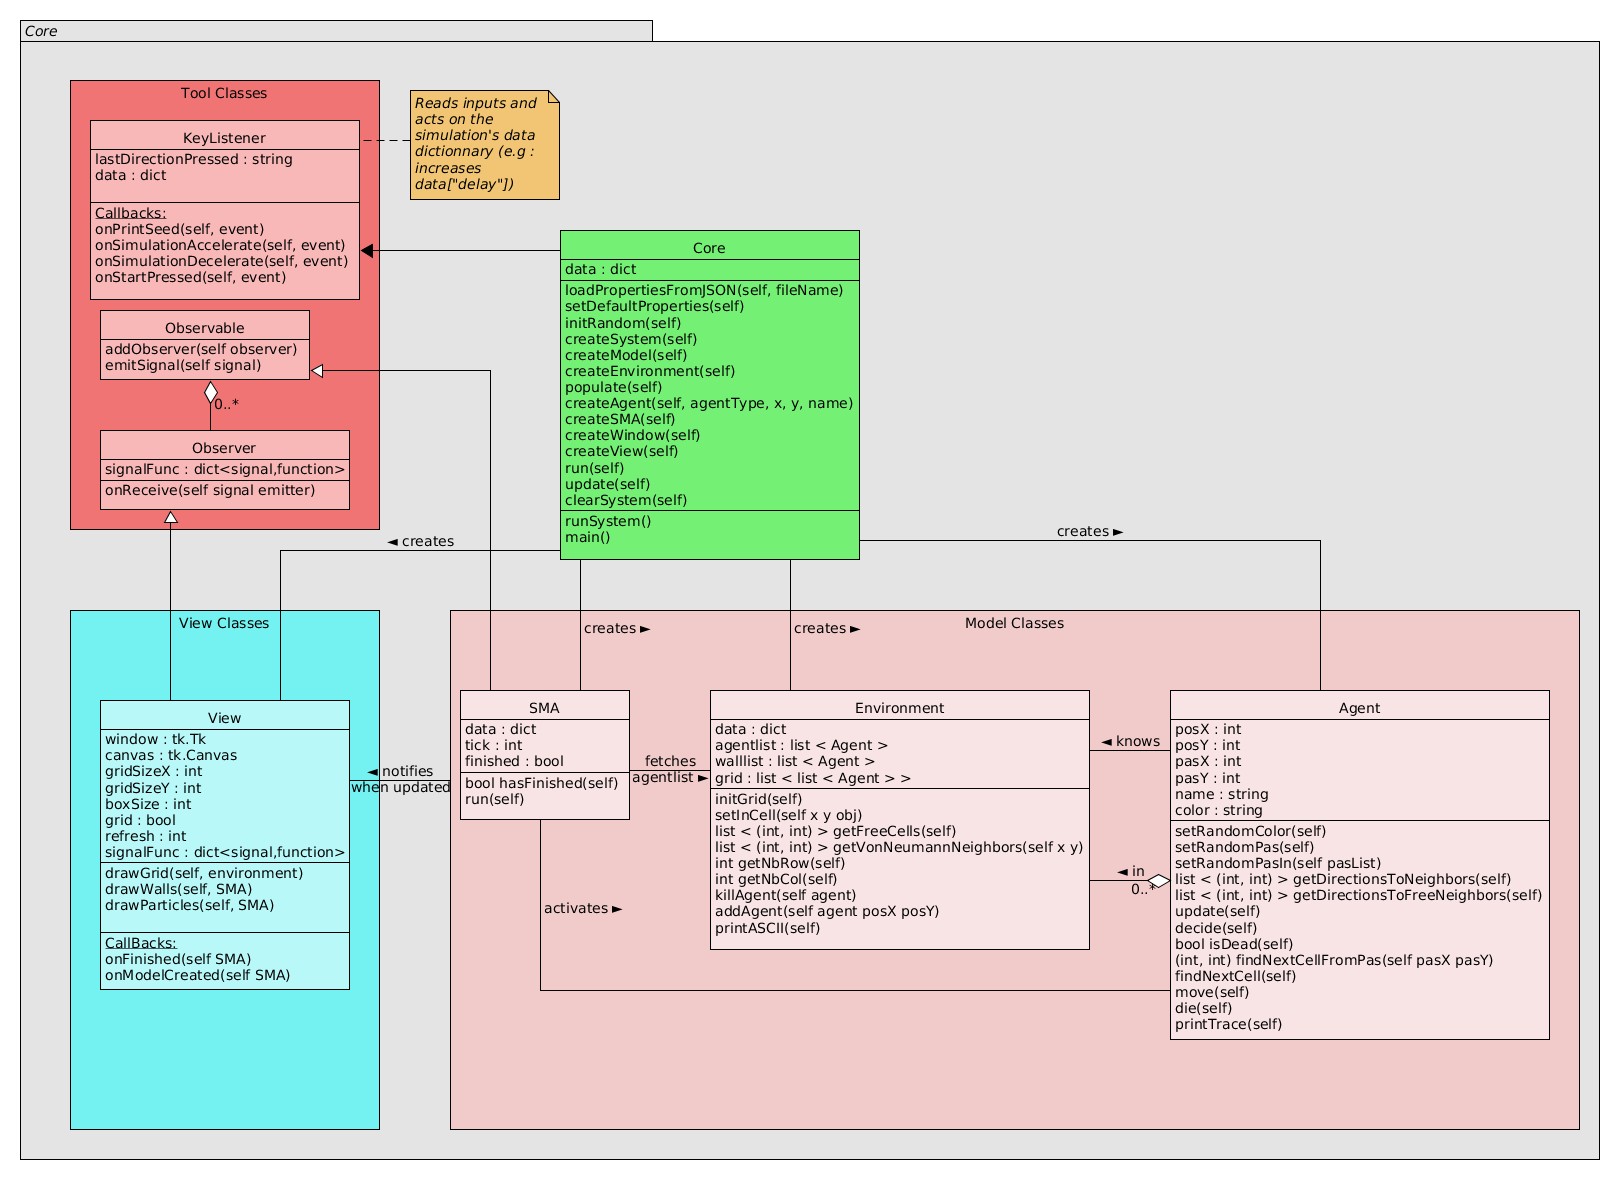 Core
Tool Classes
KeyListener
lastDirectionPressed : string
data : dict
Callbacks:
onPrintSeed(self, event)
onSimulationAccelerate(self, event)
onSimulationDecelerate(self, event)
onStartPressed(self, event)
Reads inputs and
acts on the
simulation's data
dictionnary (e.g :
increases
data["delay"])
Observable
addObserver(self observer)
emitSignal(self signal)
0..*
Observer
signalFunc : dict<signal,function>
onReceive(self signal emitter)
Core
data : dict
loadPropertiesFromJSON(self, fileName)
setDefaultProperties(self)
initRandom(self)
createSystem(self)
createModel(self)
createEnvironment(self)
populate(self)
createAgent(self, agentType, x, y, name)
createSMA(self)
createWindow(self)
createView(self)
run(self)
update(self)
clearSystem(self)
runSystem()
main()
◄ creates
creates ►
creates ►
creates ►
View Classes
View
window : tk.Tk
canvas : tk.Canvas
gridSizeX : int
gridSizeY : int
boxSize : int
grid : bool
refresh : int
signalFunc : dict<signal,function>
drawGrid(self, environment)
drawWalls(self, SMA)
drawParticles(self, SMA)
CallBacks:
onFinished(self SMA)
onModelCreated(self SMA)
◄ notifies
when updated
Model Classes
SMA
data : dict
tick : int
finished : bool
bool hasFinished(self)
run(self)
fetches
agentlist ►
activates ►
Environment
data : dict
agentlist : list < Agent >
walllist : list < Agent >
grid : list < list < Agent > >
initGrid(self)
setInCell(self x y obj)
list < (int, int) > getFreeCells(self)
list < (int, int) > getVonNeumannNeighbors(self x y)
int getNbRow(self)
int getNbCol(self)
killAgent(self agent)
addAgent(self agent posX posY)
printASCII(self)
◄ knows
◄ in
0..*
Agent
posX : int
posY : int
pasX : int
pasY : int
name : string
color : string
setRandomColor(self)
setRandomPas(self)
setRandomPasIn(self pasList)
list < (int, int) > getDirectionsToNeighbors(self)
list < (int, int) > getDirectionsToFreeNeighbors(self)
update(self)
decide(self)
bool isDead(self)
(int, int) findNextCellFromPas(self pasX pasY)
findNextCell(self)
move(self)
die(self)
printTrace(self)